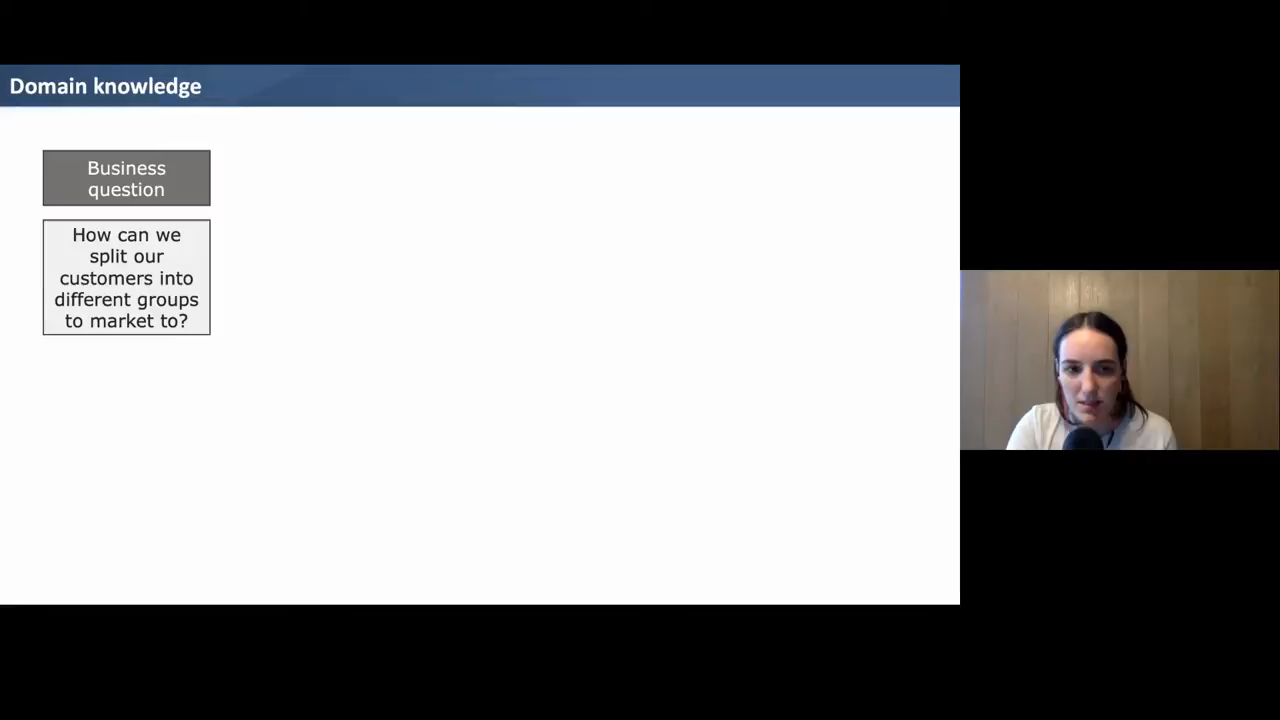 Domain knowledge
Business
question
How can we
split our
customers into
different groups
to market to?